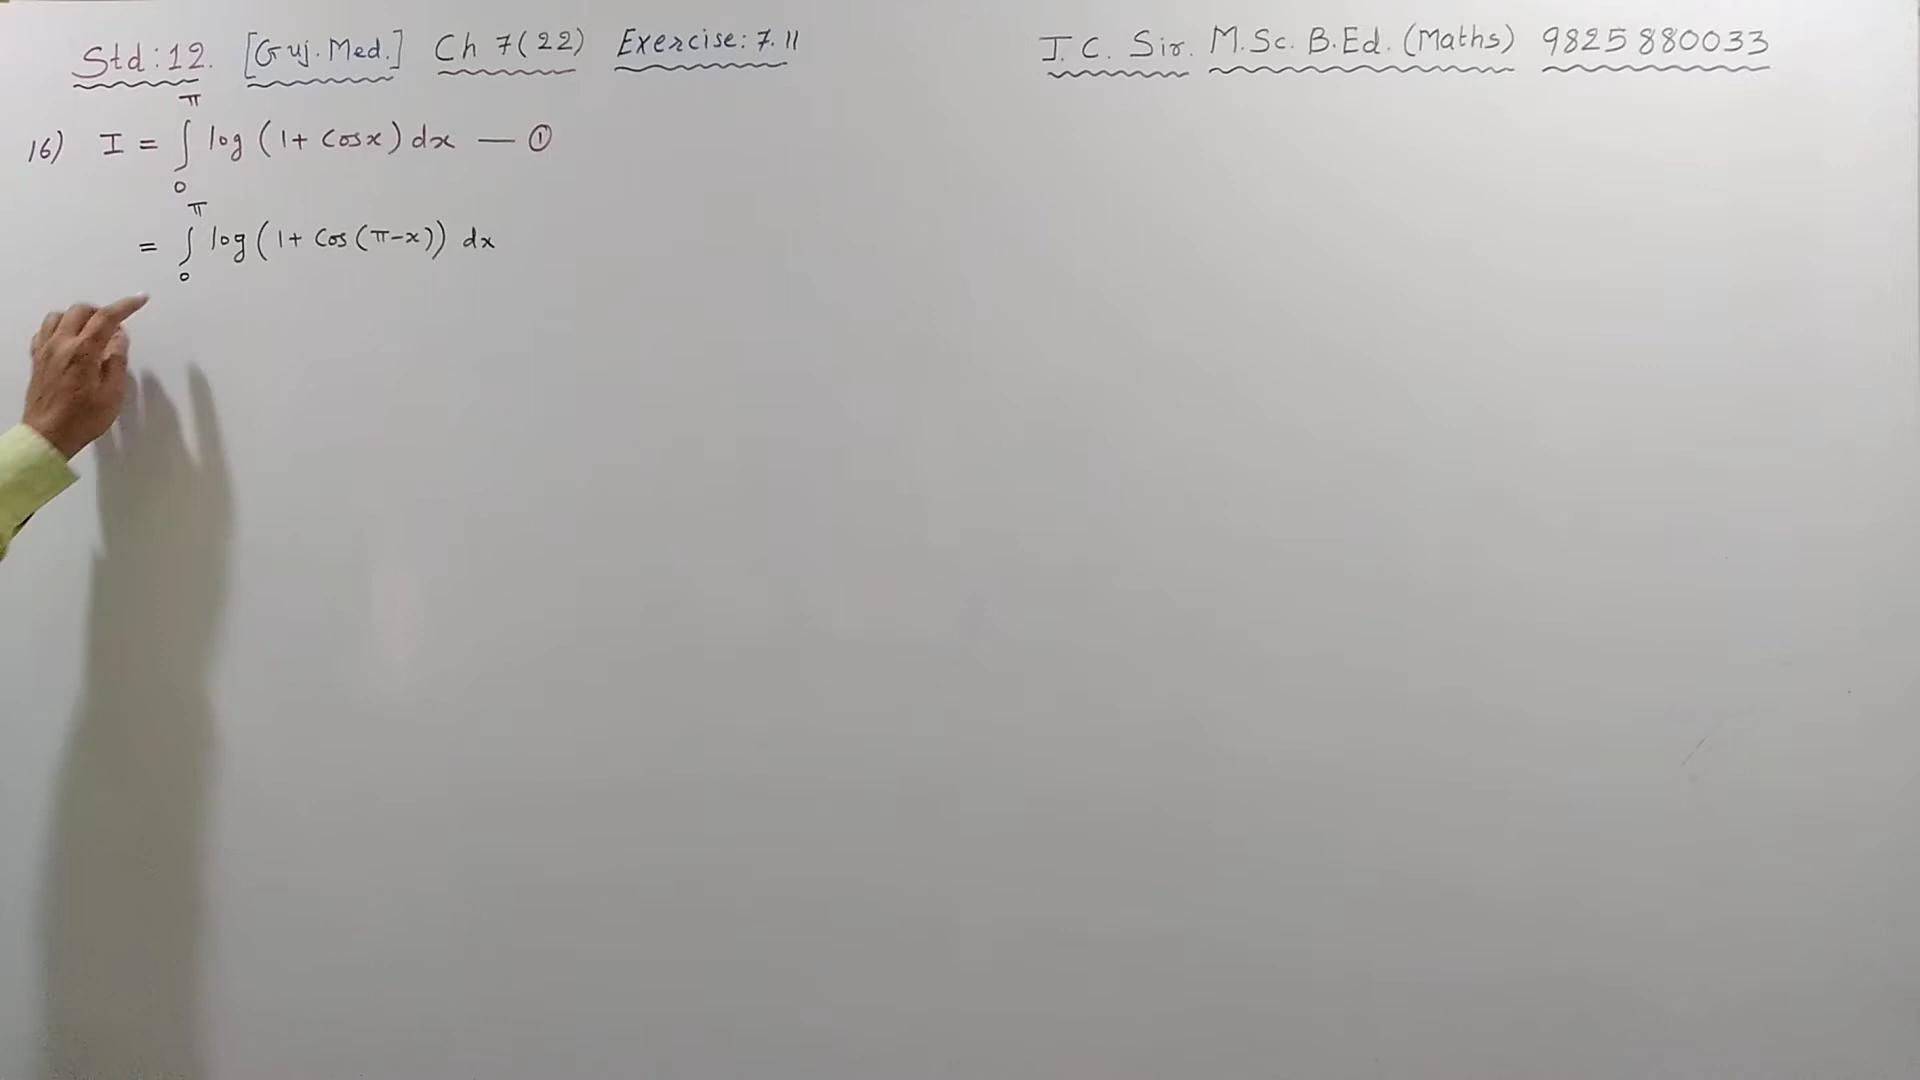 Std:12. [Guj. Med.] Ch 7(22) Exercise: 7.11 J. C. Sir. M.Sc. B.Ed. (Maths) 9825880033
16) I = ∫₀^π log (1+ cosx) dx — ①
= ∫₀^π log (1+ cos (π-x)) dx